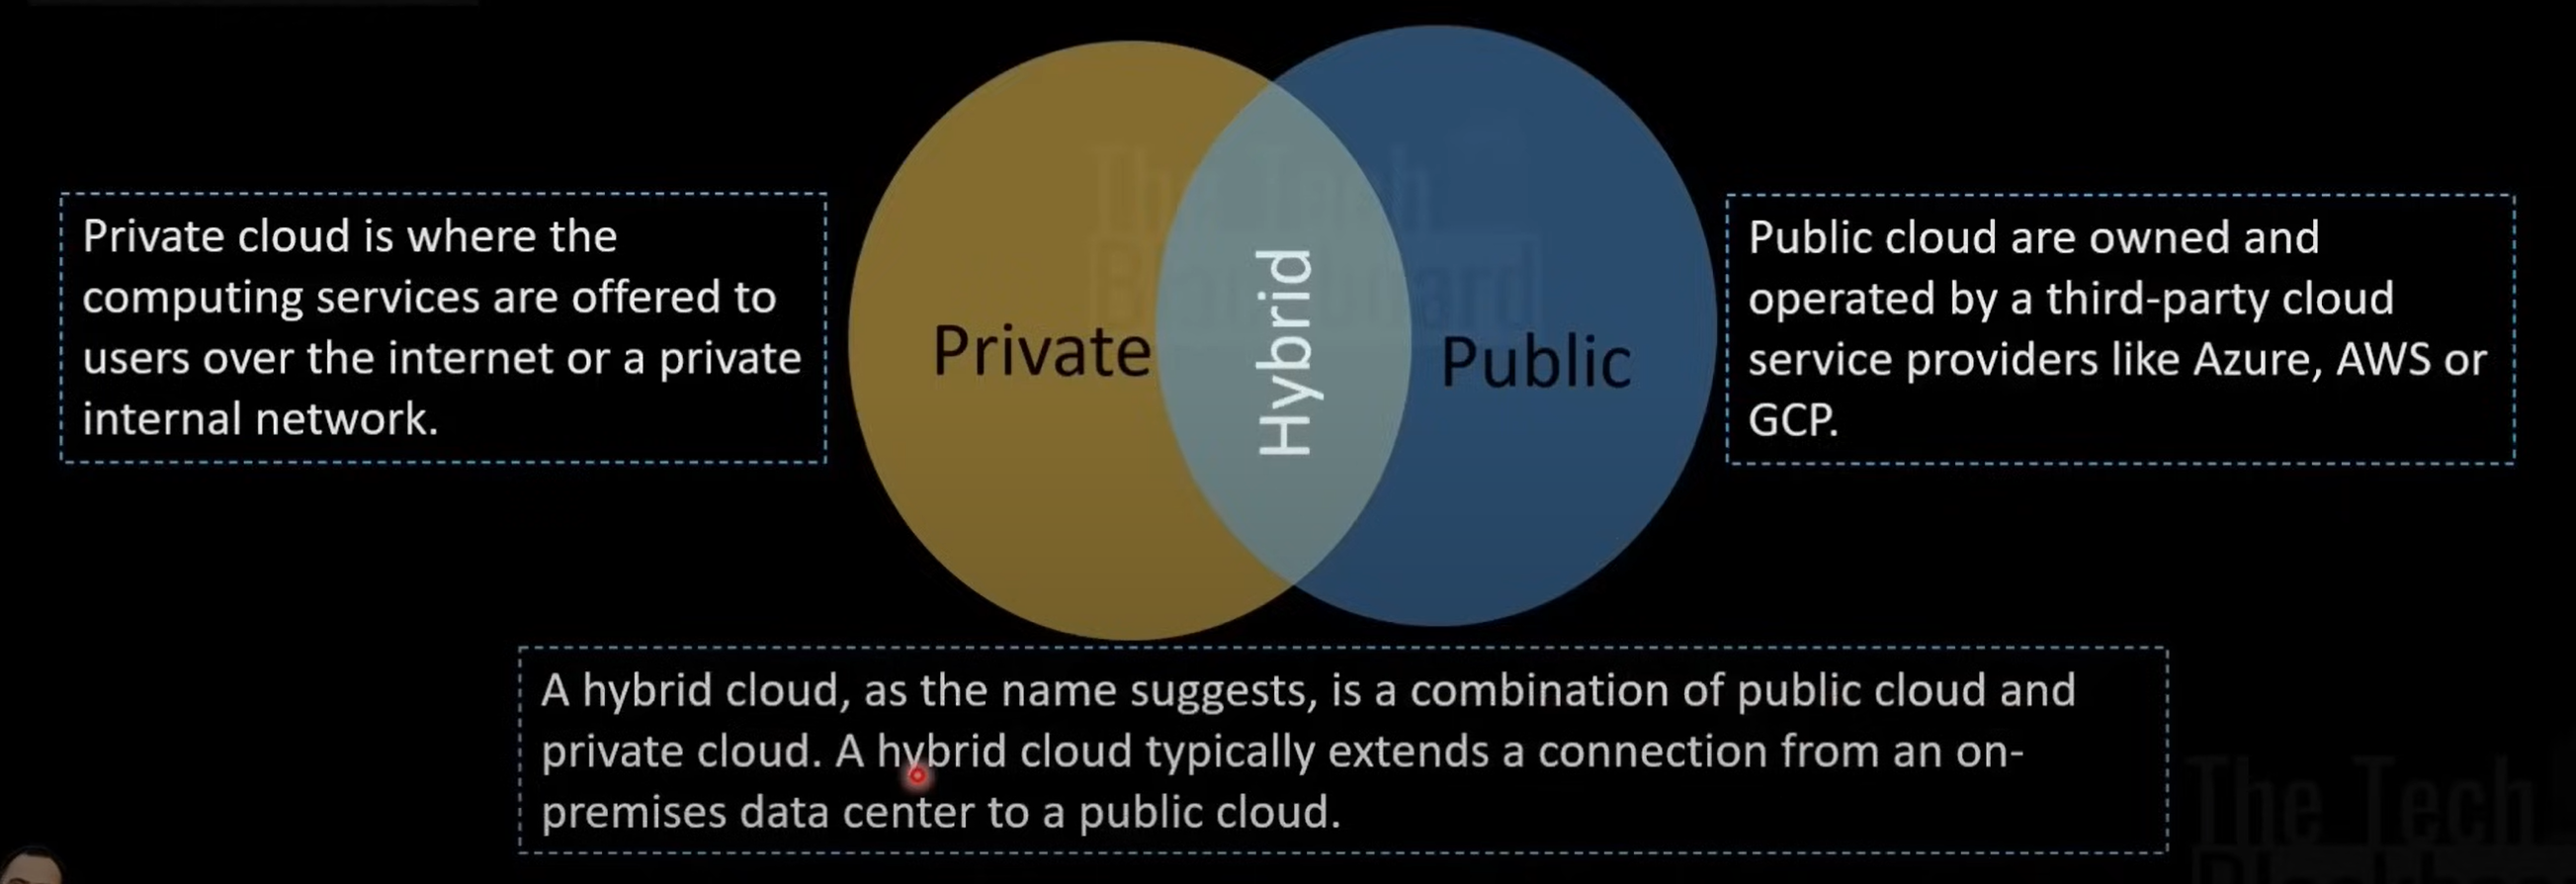 Private cloud is where the
computing services are offered to
users over the internet or a private
internal network.
Private
Hybrid
Public
Public cloud are owned and
operated by a third-party cloud
service providers like Azure, AWS or
GCP.
A hybrid cloud, as the name suggests, is a combination of public cloud and
private cloud. A hybrid cloud typically extends a connection from an on-
premises data center to a public cloud.
The Tech